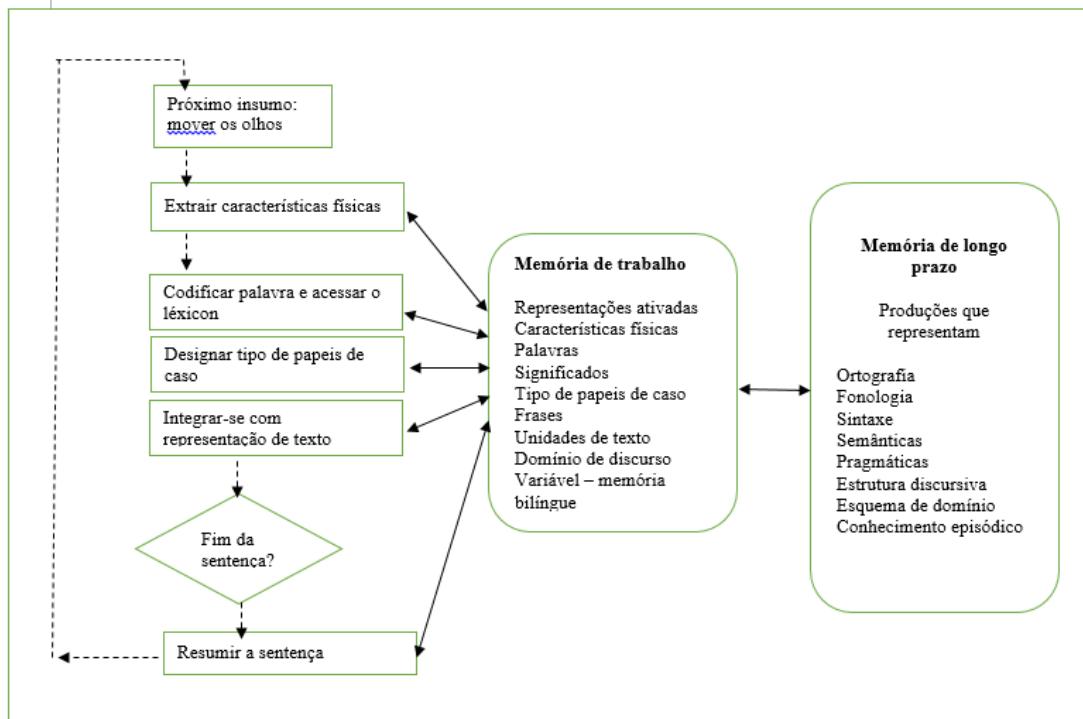 Próximo insumo:
mover os olhos
Extrair características físicas
Codificar palavra e acessar o
léxicon
Designar tipo de papeis de
caso
Integrar-se com
representação de texto
Fim da
sentença?
Resumir a sentença
Memória de trabalho
Representações ativadas
Características físicas
Palavras
Significados
Tipo de papeis de caso
Frases
Unidades de texto
Domínio de discurso
Variável – memória
bilíngue
Memória de longo
prazo
Produções que
representam
Ortografía
Fonologia
Sintaxe
Semânticas
Pragmáticas
Estrutura discursiva
Esquema de domínio
Conhecimento episódico